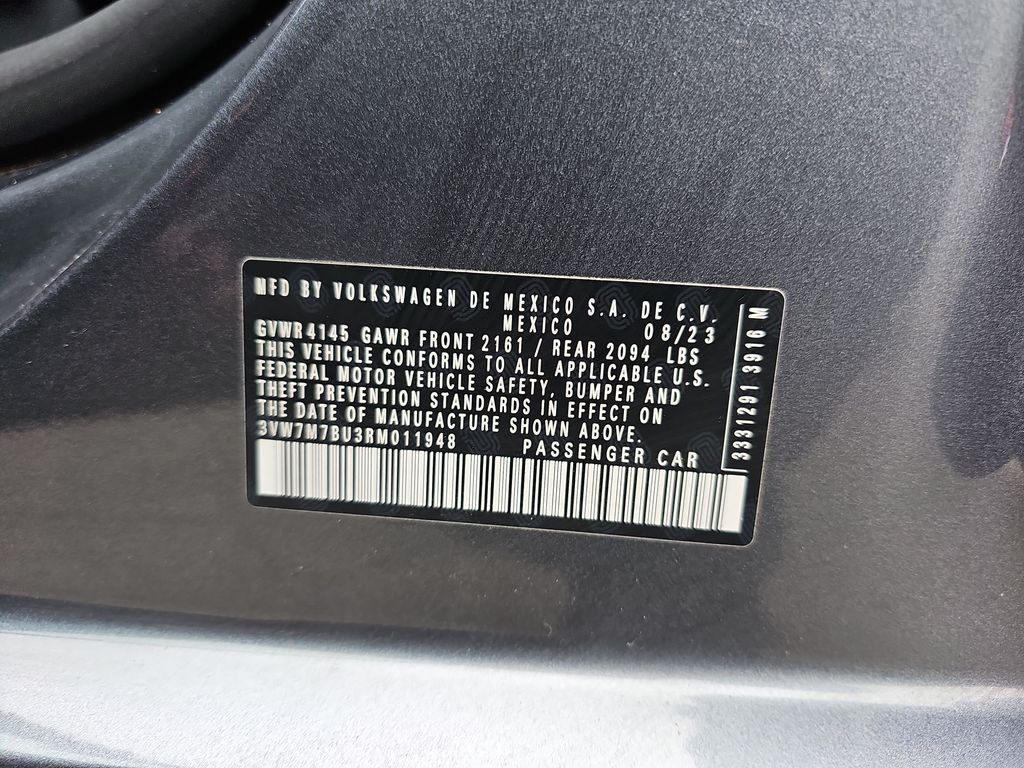 MFD BY VOLKSWAGEN DE MEXICO S.A. DE C.V.
MEXICO 08/23
GVWR 4145 GAWR FRONT 2161 / REAR 2094 LBS
THIS VEHICLE CONFORMS TO ALL APPLICABLE U.S.
FEDERAL MOTOR VEHICLE SAFETY, BUMPER AND
THEFT PREVENTION STANDARDS IN EFFECT ON
THE DATE OF MANUFACTURE SHOWN ABOVE.
3VW7M7BU3RM011948 PASSENGER CAR
3331291 3916 M